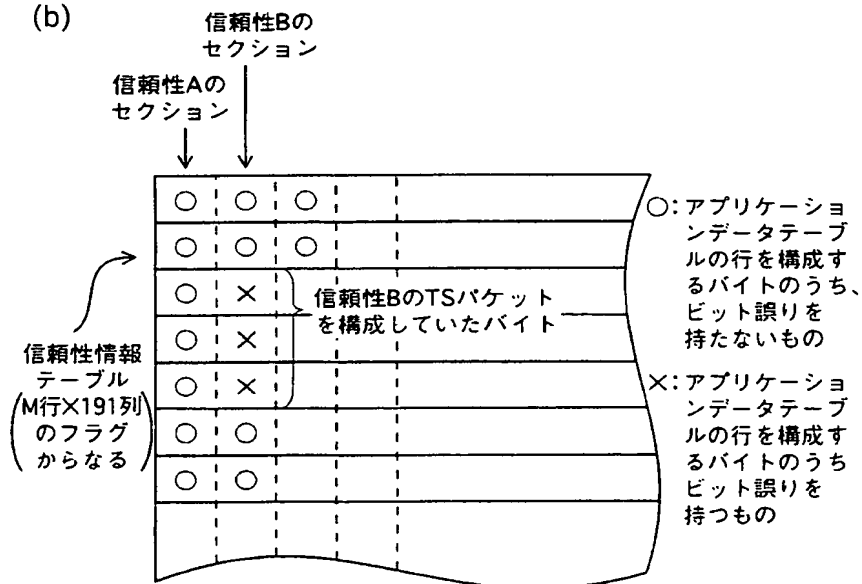 (b)
信頼性Bの
セクション
信頼性Aの
セクション
○ ○ ○
○ ○ ○
○ ×
○ ×
○ ×
○ ○
○ ○
信頼性BのTSパケット
を構成していたバイト
信頼性情報
テーブル
(M行×191列
のフラグ
からなる)
○:アプリケーショ
ンデータテーブ
ルの行を構成す
るバイトのうち、
ビット誤りを
持たないもの
×:アプリケーショ
ンデータテーブ
ルの行を構成す
るバイトのうち
ビット誤りを
持つもの